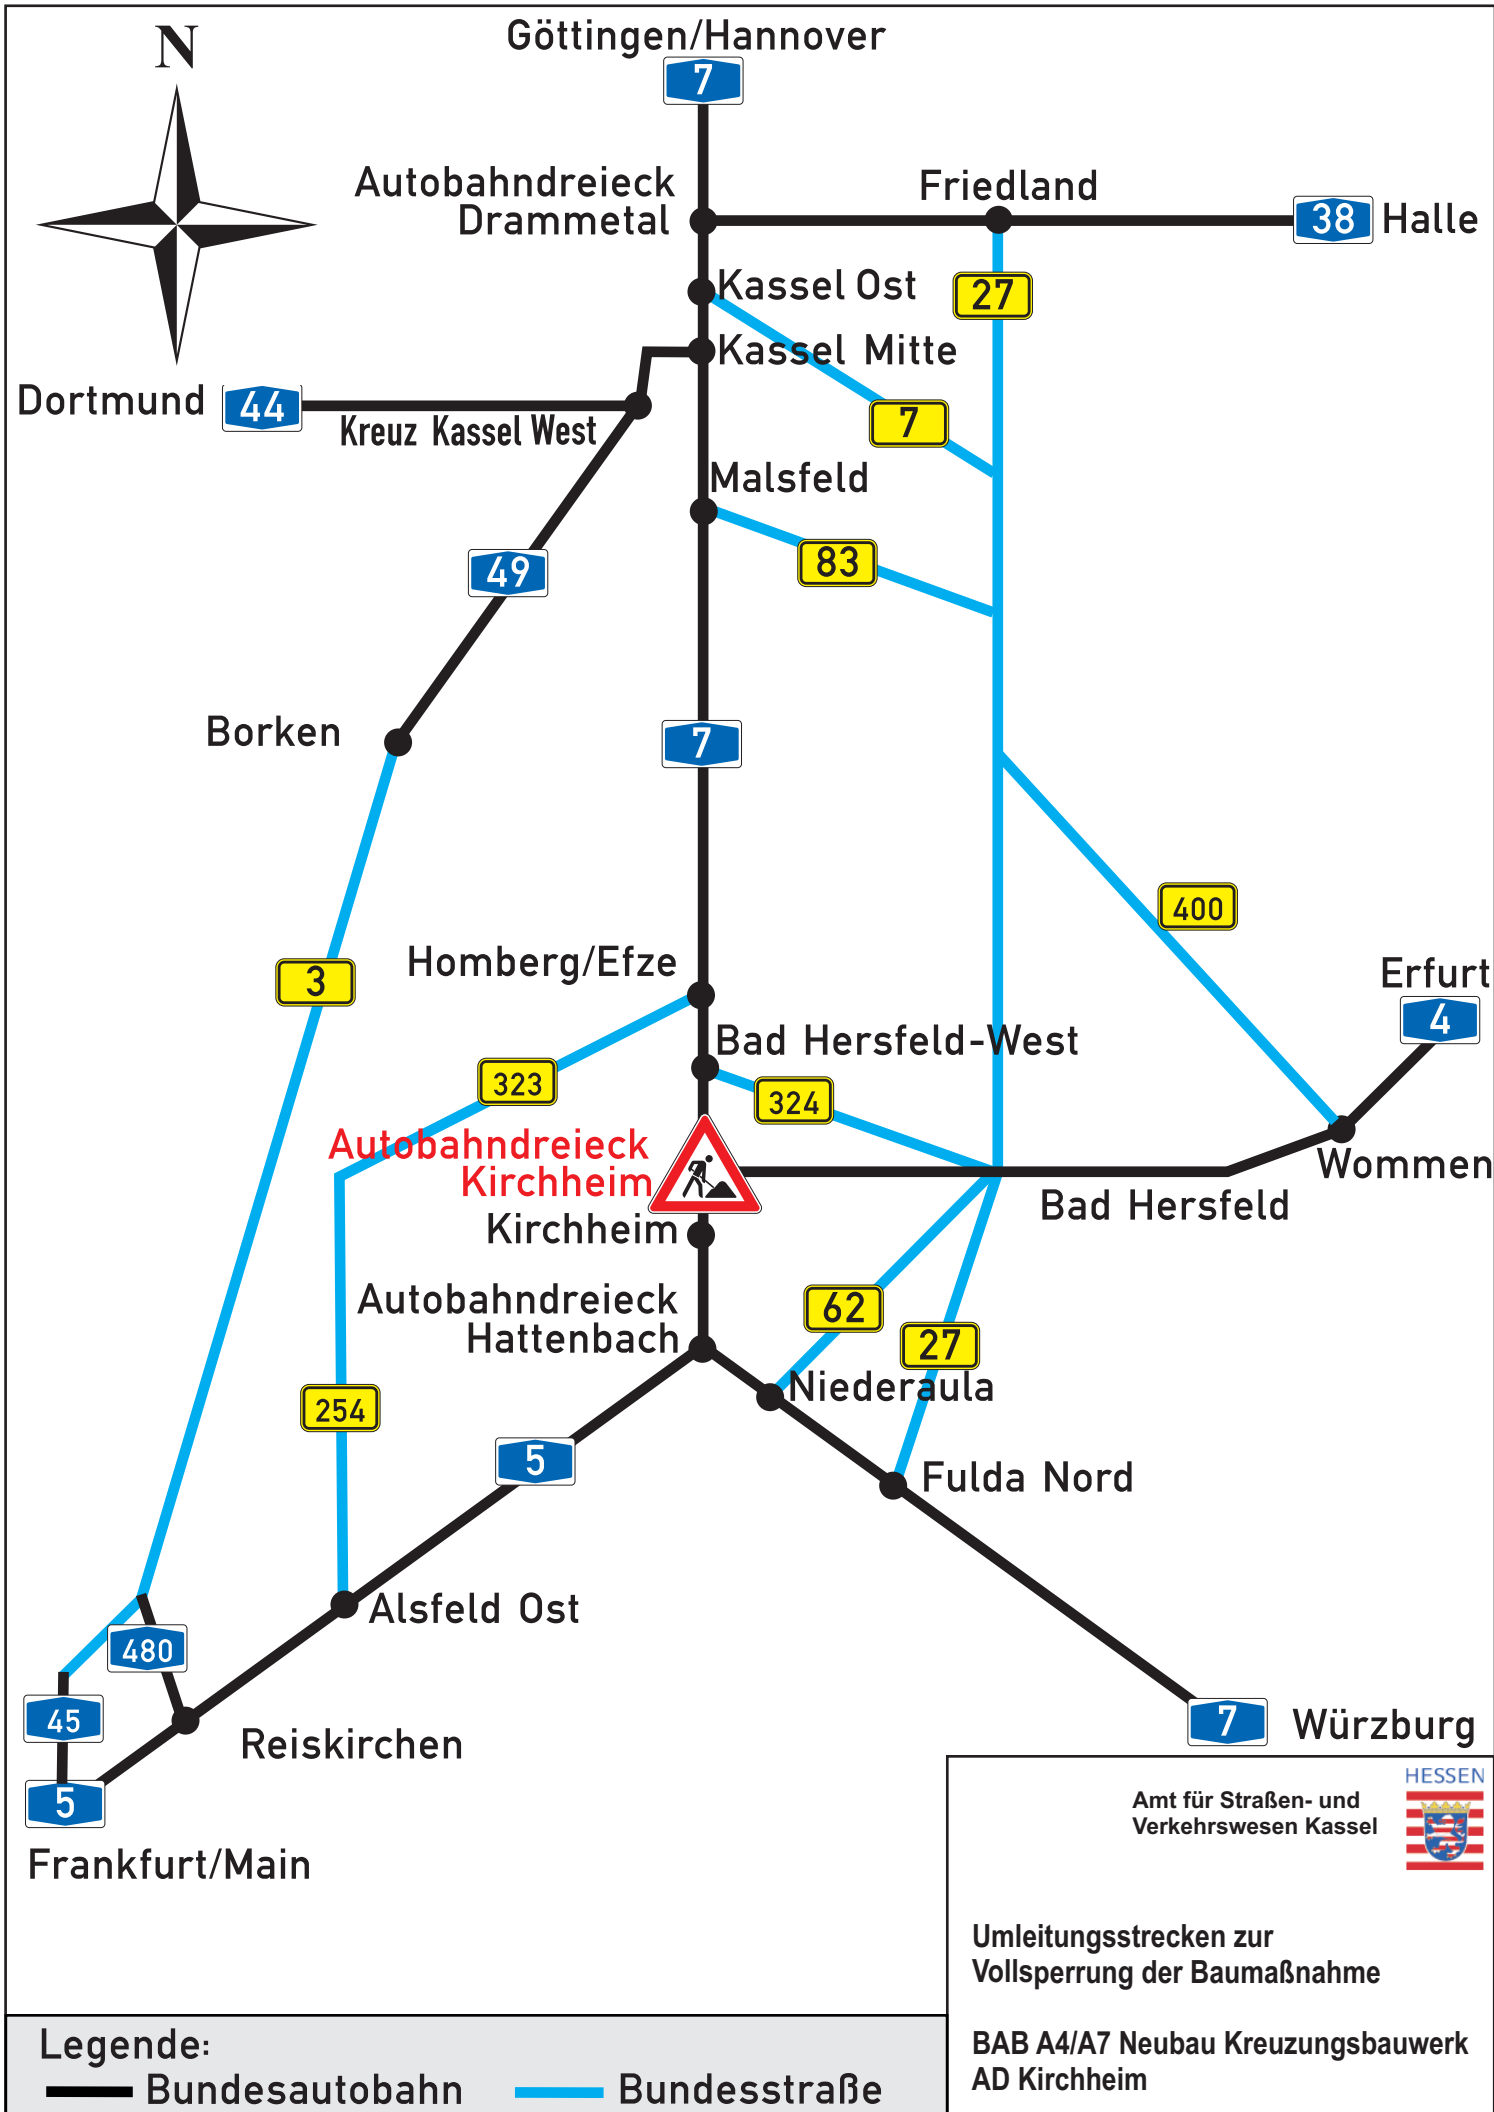 N
Göttingen/Hannover
7
Autobahndreieck
Drammetal
Friedland
38 Halle
Kassel Ost
27
Kassel Mitte
Dortmund 44
Kreuz Kassel West
7
Malsfeld
83
49
Borken
7
400
Homberg/Efze
3
Erfurt
4
Bad Hersfeld-West
323
324
Autobahndreieck
Kirchheim
Wommen
Bad Hersfeld
Kirchheim
Autobahndreieck
Hattenbach
62
27
Niederaula
254
5
Fulda Nord
Alsfeld Ost
480
45
Reiskirchen
7 Würzburg
5
Frankfurt/Main
HESSEN
Amt für Straßen- und
Verkehrswesen Kassel
Umleitungsstrecken zur
Vollsperrung der Baumaßnahme
BAB A4/A7 Neubau Kreuzungsbauwerk
AD Kirchheim
Legende:
Bundesautobahn Bundesstraße